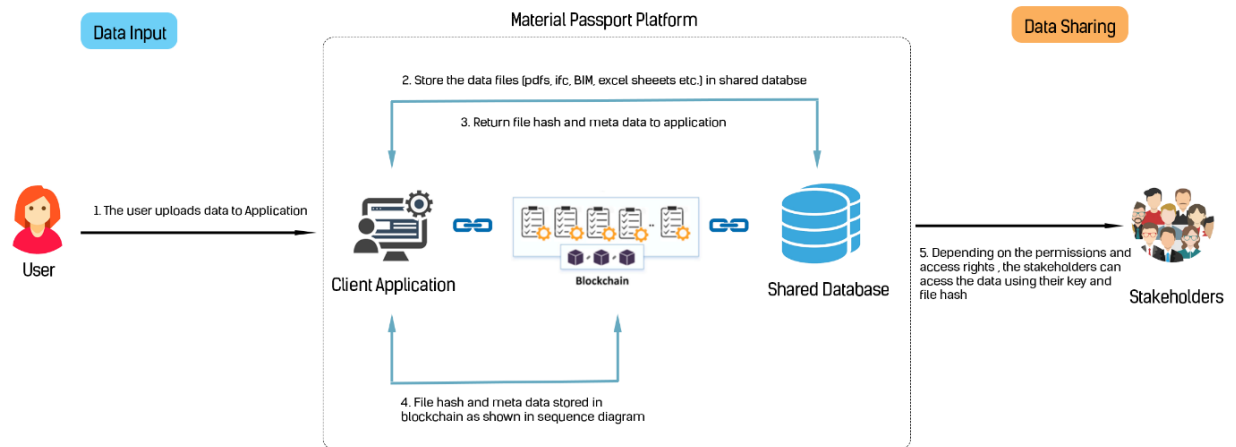 Material Passport Platform
Data Input
Data Sharing
2. Store the data files (pdfs, ifc, BIM, excel sheeets etc.) in shared databse
3. Return file hash and meta data to application
1. The user uploads data to Application
User
Client Application
Blockchain
Shared Database
5. Depending on the permissions and
access rights , the stakeholders can
acess the data using their key and
file hash
Stakeholders
4. File hash and meta data stored in
blockchain as shown in sequence diagram